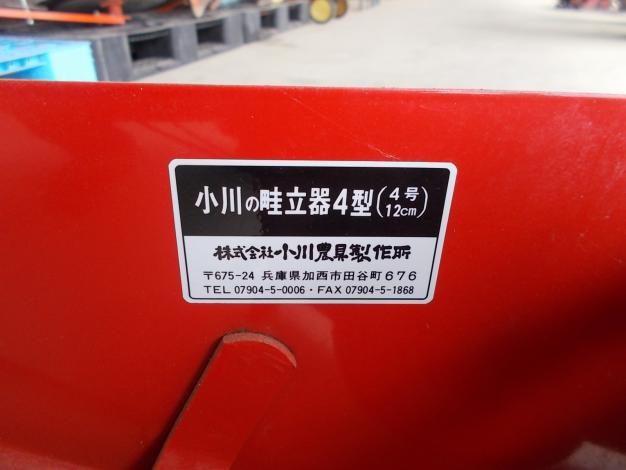 小川の畦立器4型(4号 12cm)
株式会社小川農具製作所
〒675-24 兵庫県加西市田谷町676
TEL 07904-5-0006・FAX 07904-5-1868